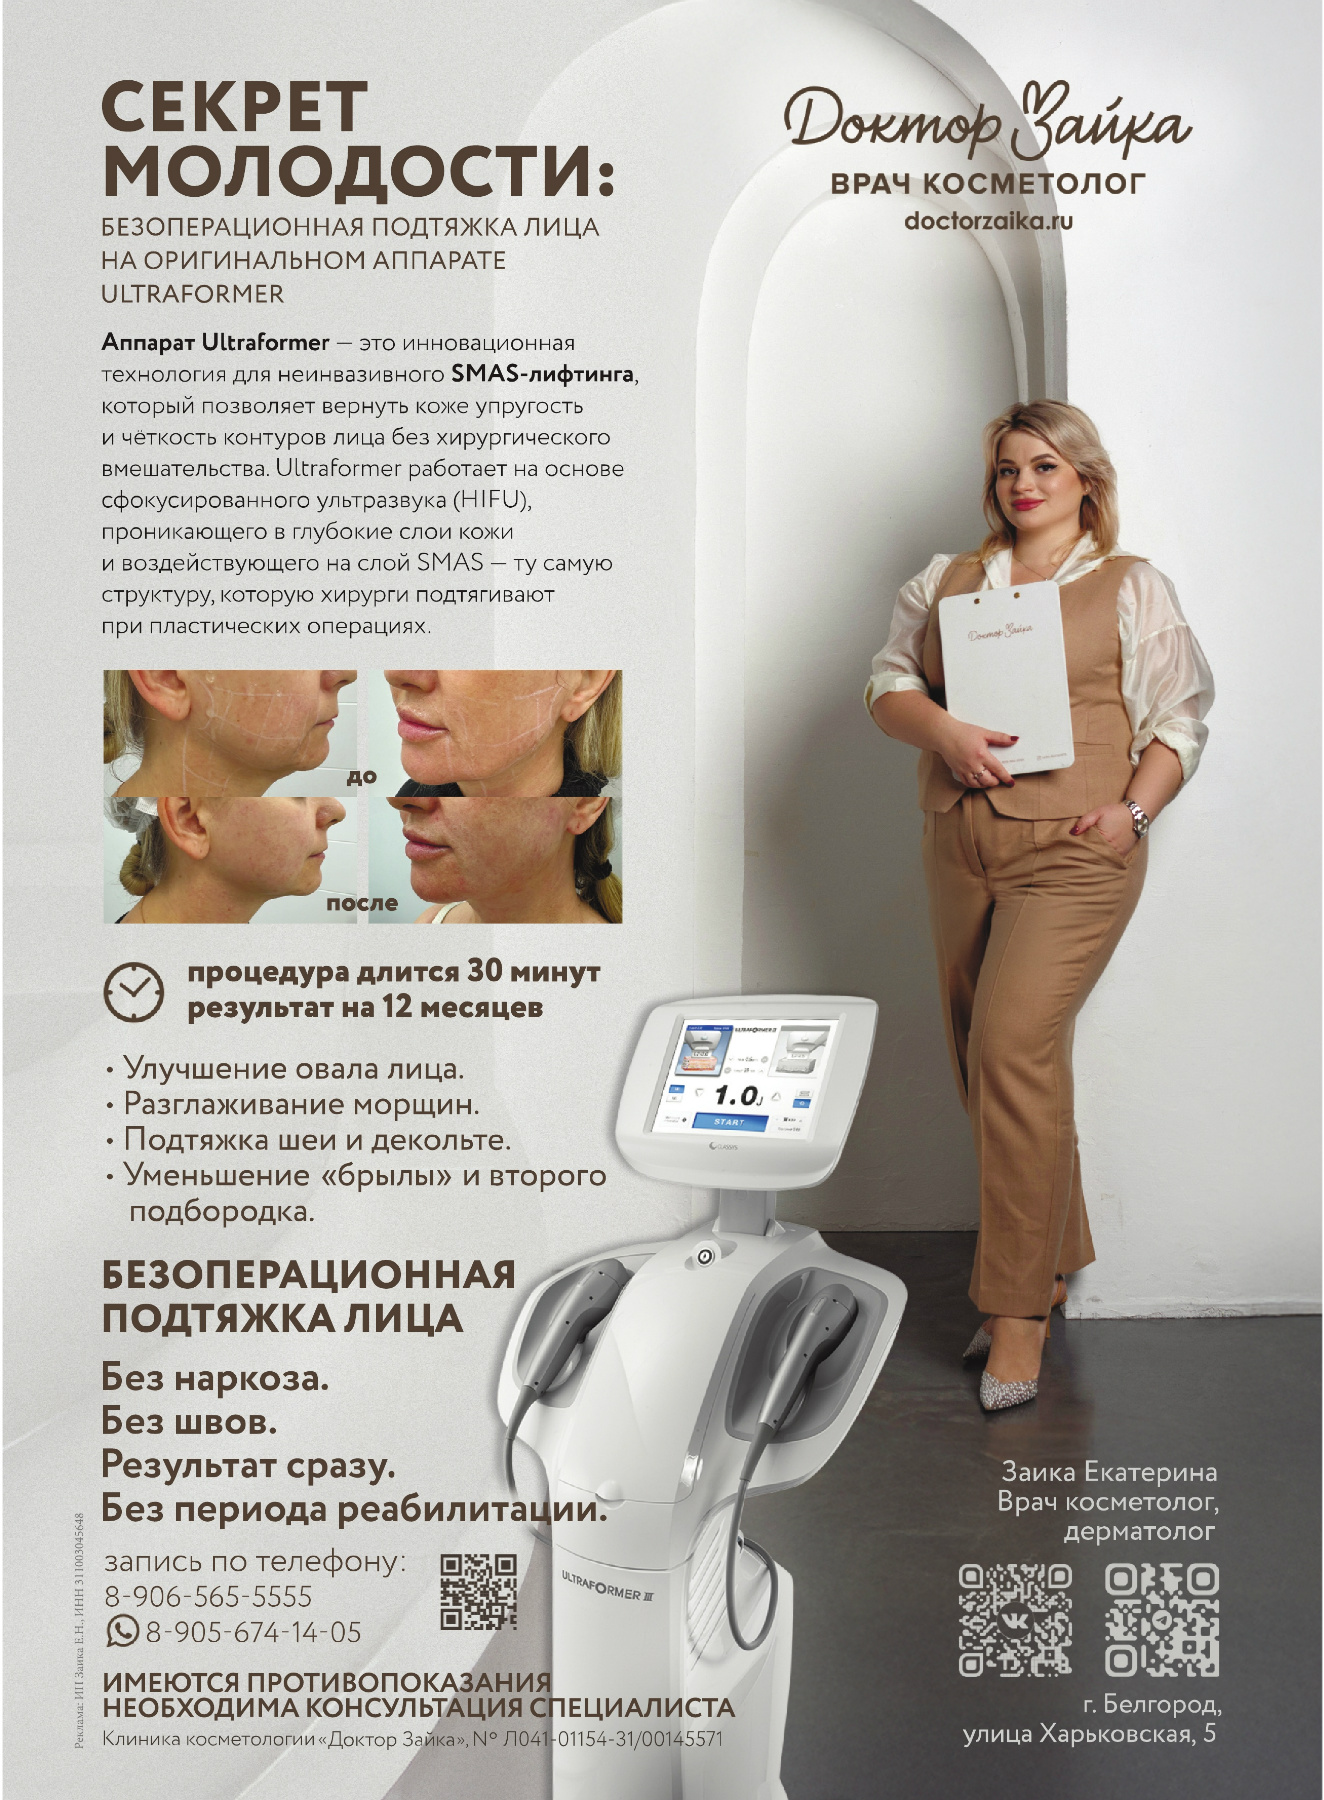 СЕКРЕТ
МОЛОДОСТИ:
БЕЗОПЕРАЦИОННАЯ ПОДТЯЖКА ЛИЦА
НА ОРИГИНАЛЬНОМ АППАРАТЕ
ULTRAFORMER
Доктор Зайка
ВРАЧ КОСМЕТОЛОГ
doctorzaika.ru
Аппарат Ultraformer — это инновационная
технология для неинвазивного SMAS-лифтинга,
который позволяет вернуть коже упругость
и чёткость контуров лица без хирургического
вмешательства. Ultraformer работает на основе
сфокусированного ультразвука (HIFU),
проникающего в глубокие слои кожи
и воздействующего на слой SMAS — ту самую
структуру, которую хирурги подтягивают
при пластических операциях.
Доктор Зайка
до
после
процедура длится 30 минут
результат на 12 месяцев
• Улучшение овала лица.
• Разглаживание морщин.
• Подтяжка шеи и декольте.
• Уменьшение «брылы» и второго
подбородка.
ULTRAFORMER III
1.0J
START
CLASSYS
БЕЗОПЕРАЦИОННАЯ
ПОДТЯЖКА ЛИЦА
Без наркоза.
Без швов.
Результат сразу.
Без периода реабилитации.
запись по телефону:
8-906-565-5555
8-905-674-14-05
ULTRAFORMER III
ИМЕЮТСЯ ПРОТИВОПОКАЗАНИЯ
НЕОБХОДИМА КОНСУЛЬТАЦИЯ СПЕЦИАЛИСТА
Клиника косметологии «Доктор Зайка», № Л041-01154-31/00145571
Реклама: ИП Заика Е.Н., ИНН 311003045648
Заика Екатерина
Врач косметолог,
дерматолог
г. Белгород,
улица Харьковская, 5